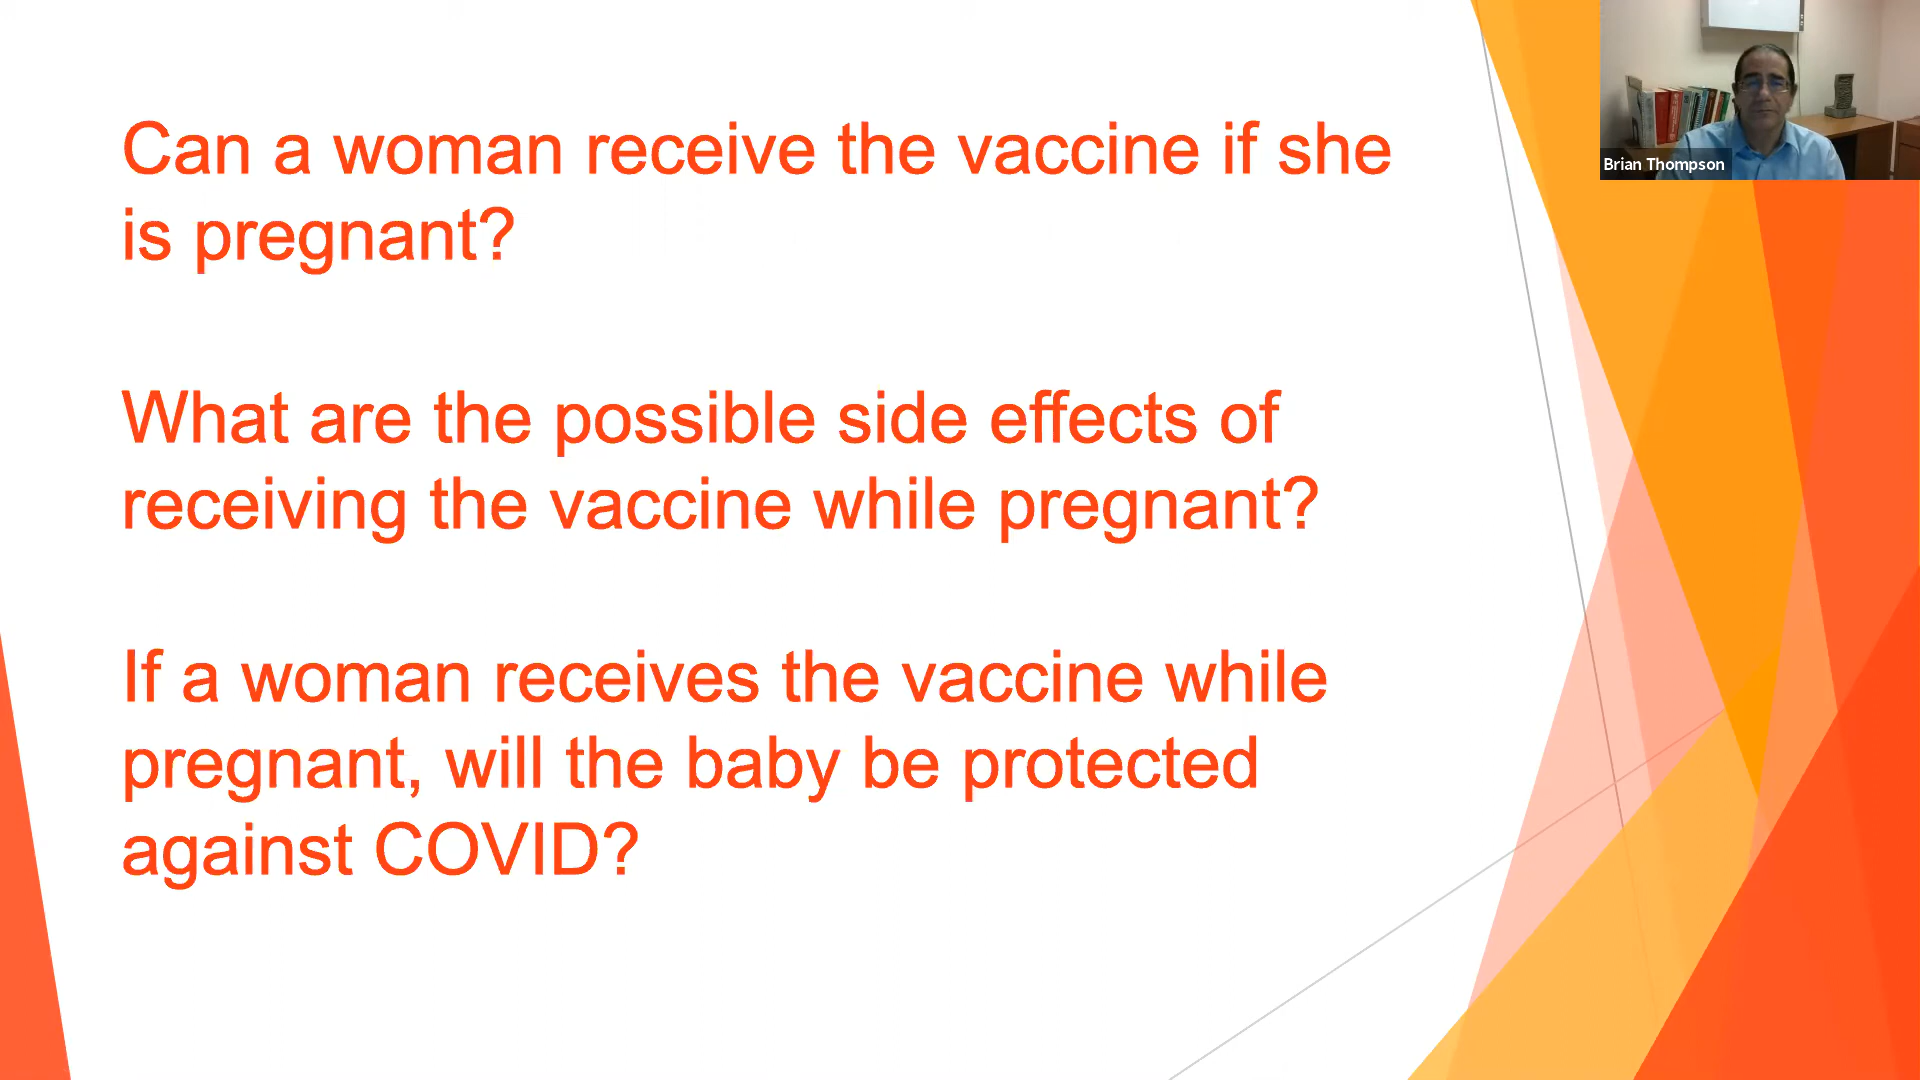 Can a woman receive the vaccine if she
is pregnant?
What are the possible side effects of
receiving the vaccine while pregnant?
If a woman receives the vaccine while
pregnant, will the baby be protected
against COVID?
Brian Thompson